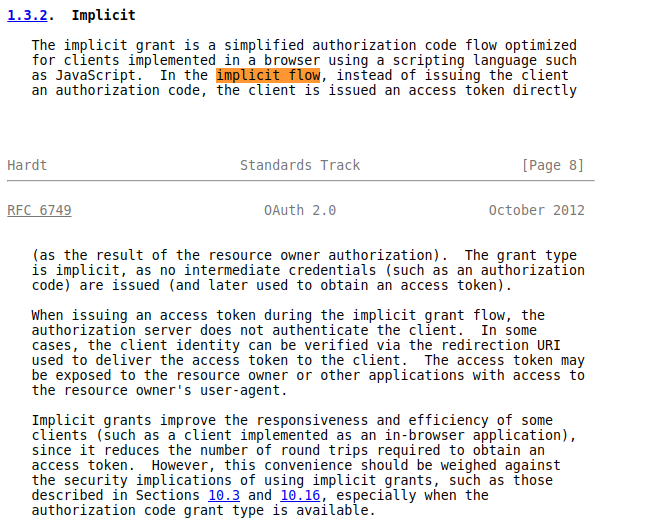 1.3.2. Implicit
The implicit grant is a simplified authorization code flow optimized
for clients implemented in a browser using a scripting language such
as JavaScript. In the implicit flow, instead of issuing the client
an authorization code, the client is issued an access token directly
Hardt Standards Track [Page 8]
RFC 6749 OAuth 2.0 October 2012
(as the result of the resource owner authorization). The grant type
is implicit, as no intermediate credentials (such as an authorization
code) are issued (and later used to obtain an access token).
When issuing an access token during the implicit grant flow, the
authorization server does not authenticate the client. In some
cases, the client identity can be verified via the redirection URI
used to deliver the access token to the client. The access token may
be exposed to the resource owner or other applications with access to
the resource owner's user-agent.
Implicit grants improve the responsiveness and efficiency of some
clients (such as a client implemented as an in-browser application),
since it reduces the number of round trips required to obtain an
access token. However, this convenience should be weighed against
the security implications of using implicit grants, such as those
described in Sections 10.3 and 10.16, especially when the
authorization code grant type is available.